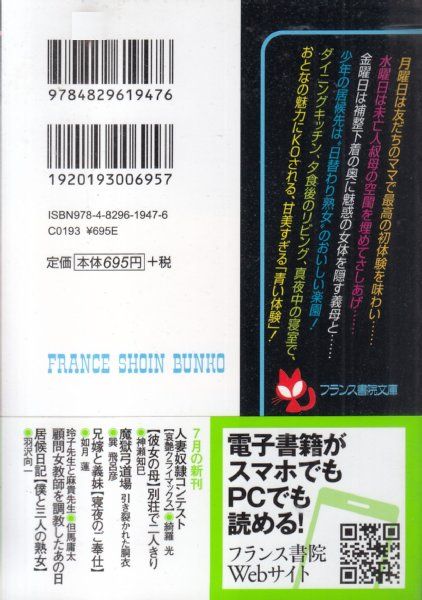 9784829619476
1920193006957
ISBN978-4-8296-1947-6
C0193 ¥695E
定価 本体695円 +税
FRANCE SHOIN BUNKO
月曜日は友だちのママで最高の初体験を味わい……
水曜日は未亡人叔母の空閨を埋めてさしあげ……
金曜日は補整下着の奥に魅惑の女体を隠す義母と……
少年の居候先は“日替わり熟女”のおいしい楽園！
ダイニングキッチン、夕食後のリビング、真夜中の寝室で、
おとなの魅力にKOされる、甘美すぎる「青い体験」！
フランス書院文庫
7月の新刊
人妻奴隷コンテスト
【哀艶クライマックス】●綺羅 光
【彼女の母】別荘で二人きり
●神瀬知巳
魔獄弓道場 引き裂かれた胴衣
●巽 飛呂彦
兄嫁と義妹【寝夜のご奉仕】
●如月 蓮
玲子先生と麻貴先生 ●但馬庸太
顧問女教師を調教したあの日
居候日記【僕と三人の熟女】
●羽沢向一
電子書籍が
スマホでも
PCでも
読める!
フランス書院
Webサイト